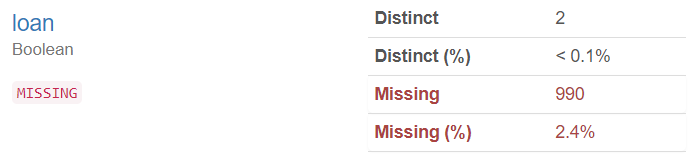 loan
Boolean
MISSING
Distinct 2
Distinct (%) < 0.1%
Missing 990
Missing (%) 2.4%